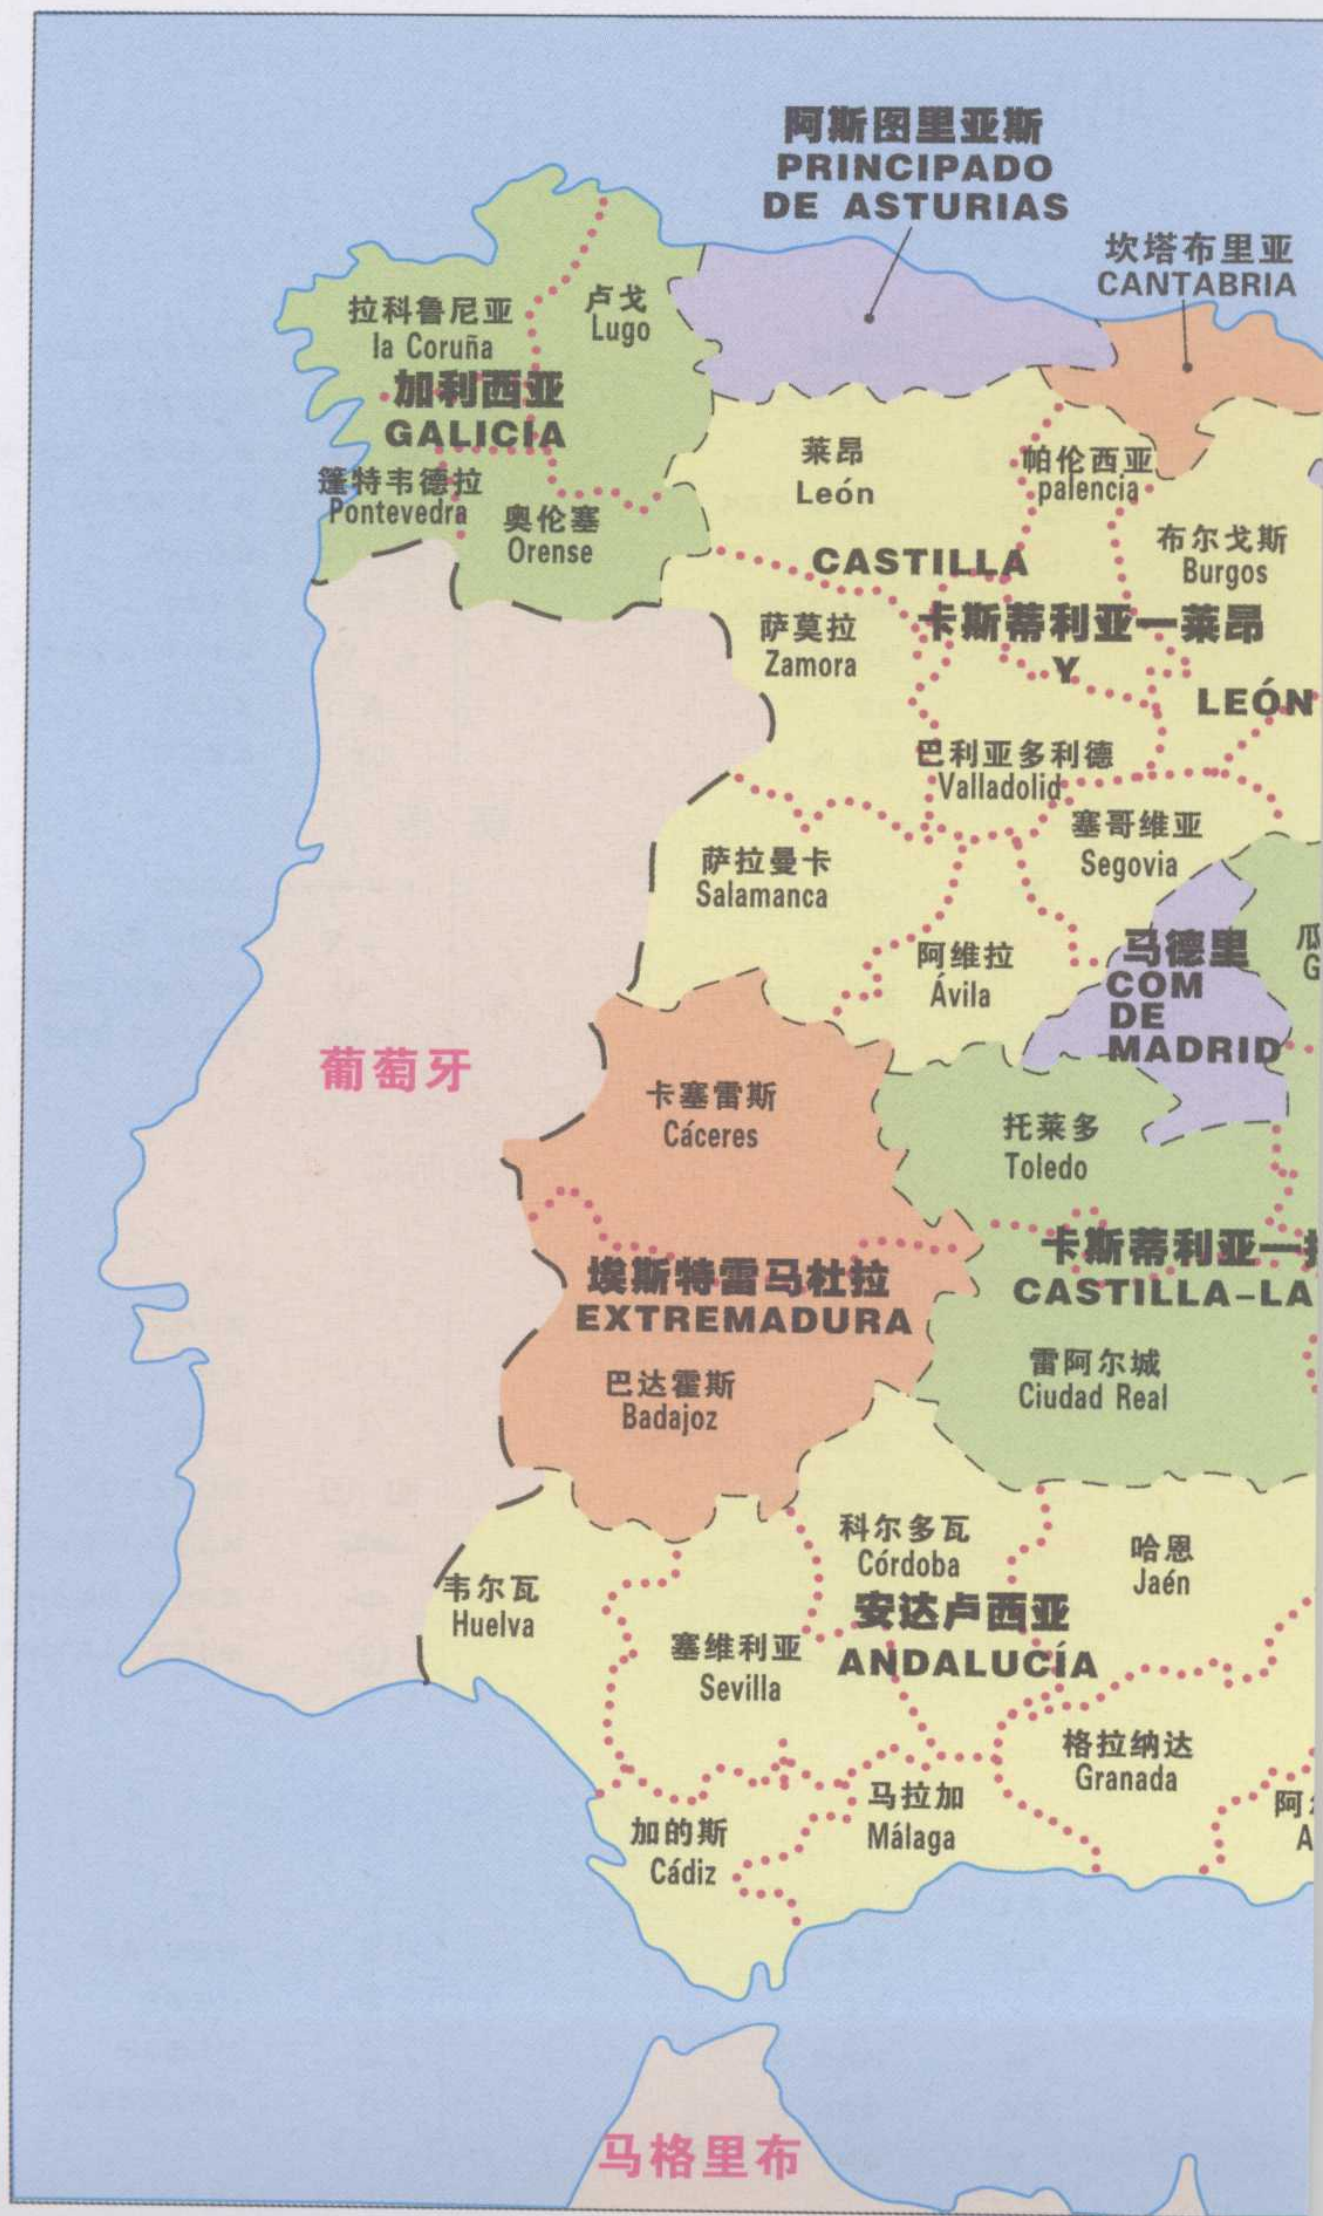 阿斯图里亚斯
PRINCIPADO
DE ASTURIAS
坎塔布里亚
CANTABRIA
拉科鲁尼亚
la Coruña
卢戈
Lugo
加利西亚
GALICIA
篷特韦德拉
Pontevedra
奥伦塞
Orense
莱昂
León
帕伦西亚
palencia
布尔戈斯
Burgos
CASTILLA
卡斯蒂利亚一莱昂
Y
LEÓN
萨莫拉
Zamora
巴利亚多利德
Valladolid
塞哥维亚
Segovia
萨拉曼卡
Salamanca
阿维拉
Ávila
马德里
COM
DE
MADRID
瓜
G
葡萄牙
卡塞雷斯
Cáceres
托莱多
Toledo
卡斯蒂利亚一
CASTILLA-LA
埃斯特雷马杜拉
EXTREMADURA
雷阿尔城
Ciudad Real
巴达霍斯
Badajoz
科尔多瓦
Córdoba
哈恩
Jaén
韦尔瓦
Huelva
安达卢西亚
ANDALUCÍA
塞维利亚
Sevilla
格拉纳达
Granada
马拉加
Málaga
阿
A
加的斯
Cádiz
马格里布